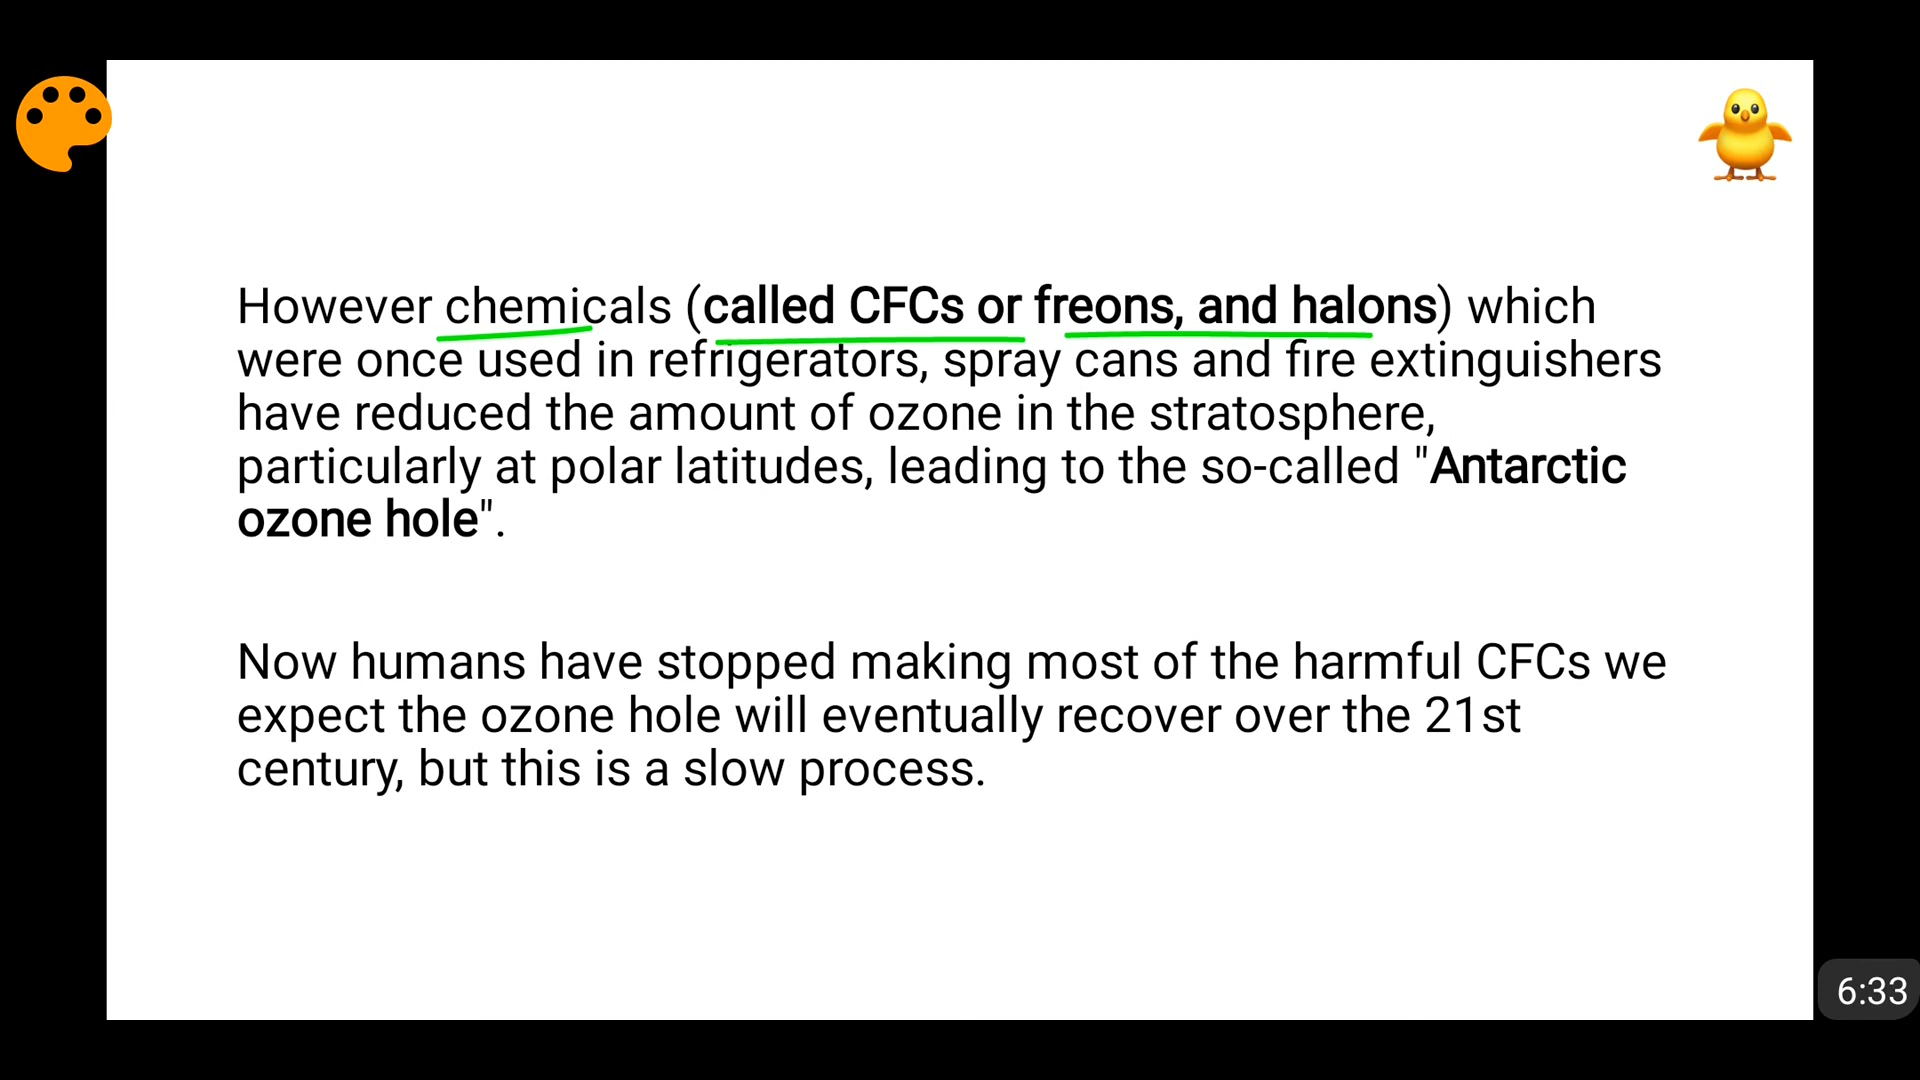 However chemicals (called CFCs or freons, and halons) which
were once used in refrigerators, spray cans and fire extinguishers
have reduced the amount of ozone in the stratosphere,
particularly at polar latitudes, leading to the so-called "Antarctic
ozone hole".
Now humans have stopped making most of the harmful CFCs we
expect the ozone hole will eventually recover over the 21st
century, but this is a slow process.
6:33